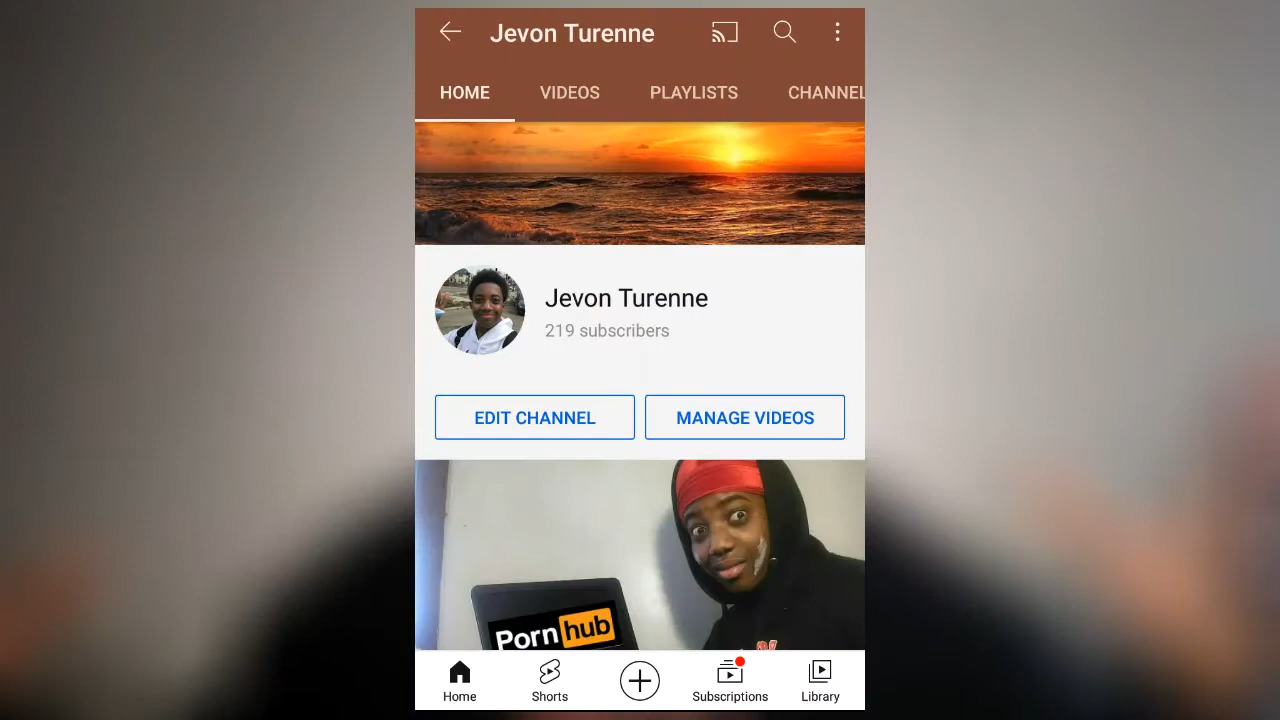 Jevon Turenne
HOME VIDEOS PLAYLISTS CHANNEL
Jevon Turenne
219 subscribers
EDIT CHANNEL MANAGE VIDEOS
Pornhub
Home Shorts Subscriptions Library